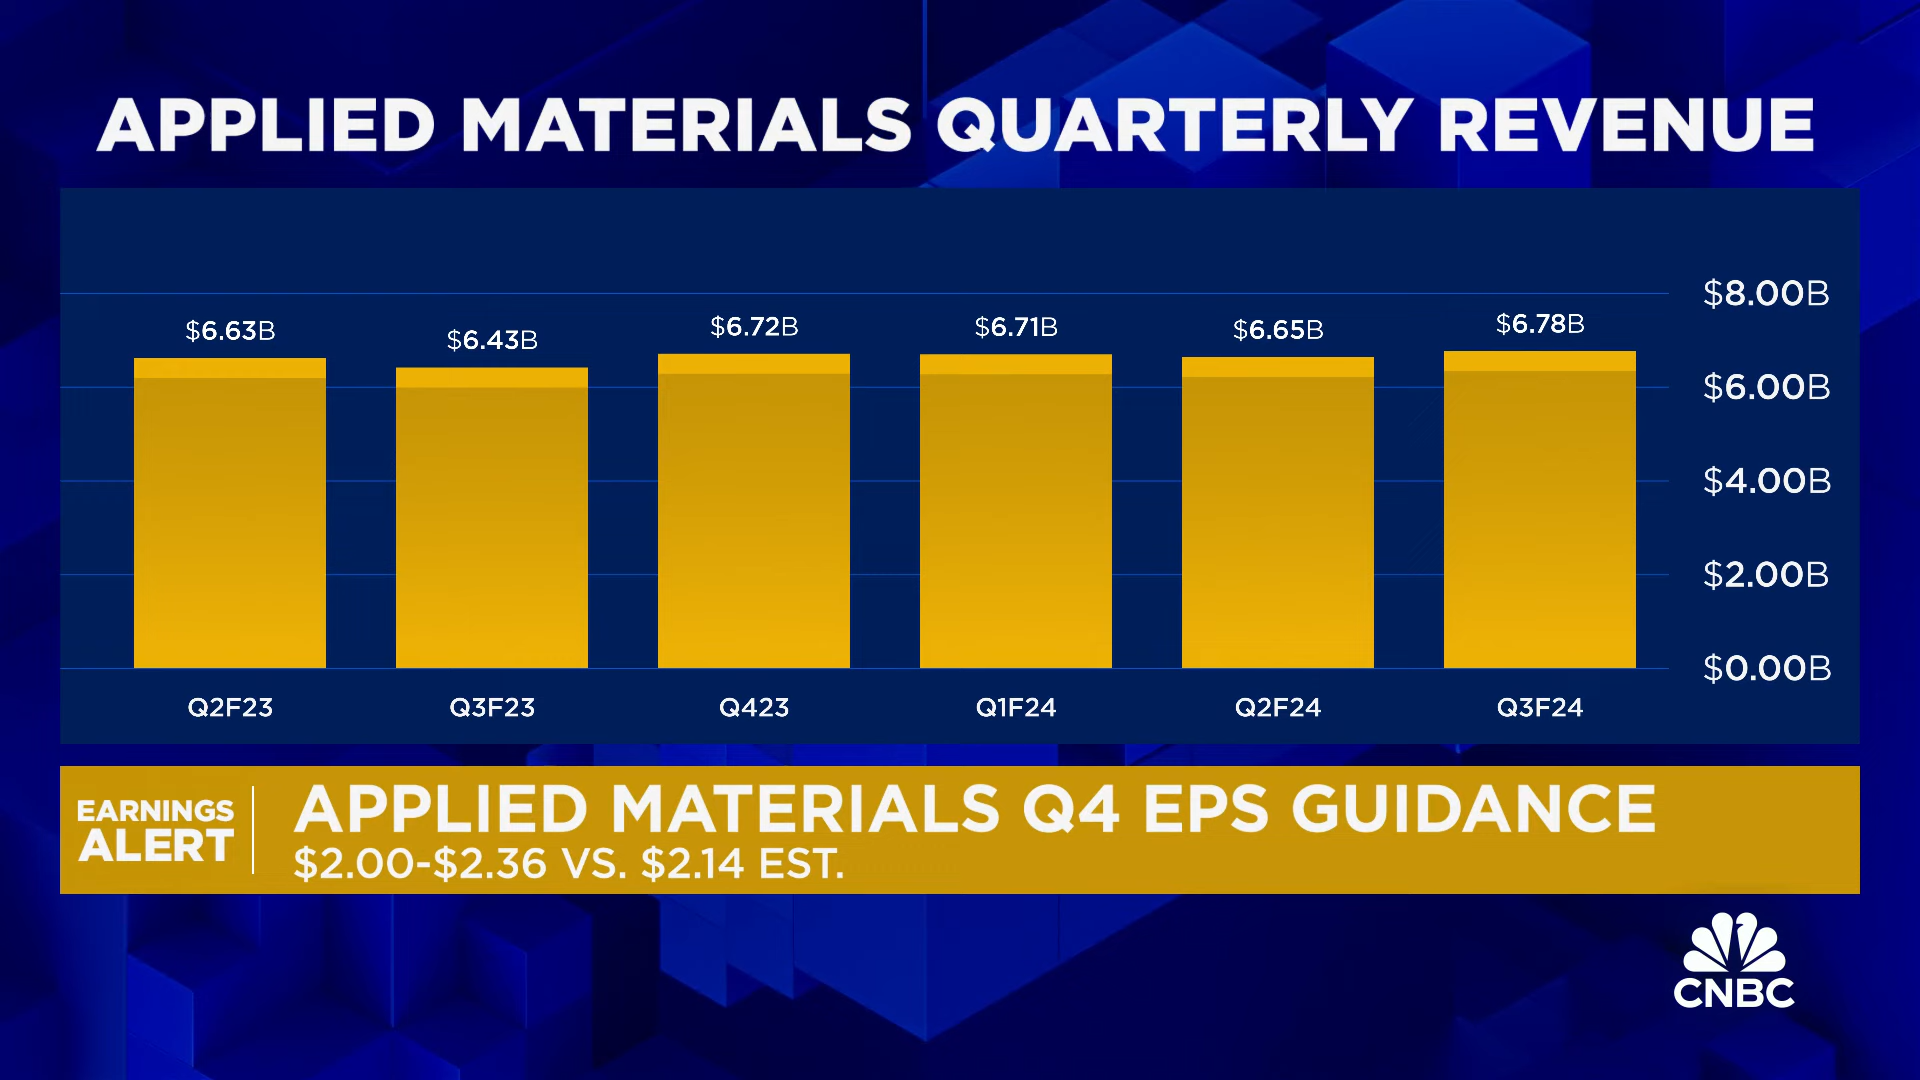 APPLIED MATERIALS QUARTERLY REVENUE
$8.00B
$6.63B
$6.43B
$6.72B
$6.71B
$6.65B
$6.78B
$6.00B
$4.00B
$2.00B
$0.00B
Q2F23
Q3F23
Q423
Q1F24
Q2F24
Q3F24
EARNINGS
ALERT
APPLIED MATERIALS Q4 EPS GUIDANCE
$2.00-$2.36 VS. $2.14 EST.
CNBC